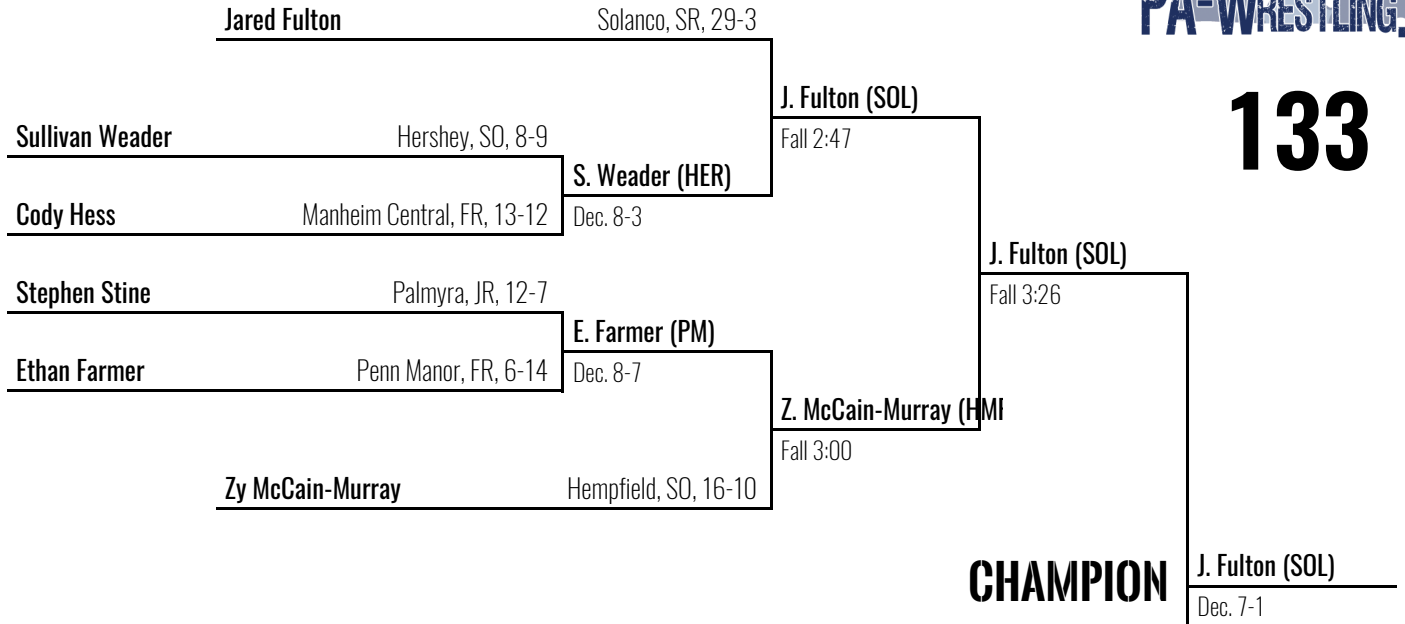 Jared Fulton Solanco, SR, 29-3
PA-WRESTLING.
J. Fulton (SOL)
133
Sullivan Weader Hershey, SO, 8-9
Fall 2:47
S. Weader (HER)
Cody Hess Manheim Central, FR, 13-12
Dec. 8-3
J. Fulton (SOL)
Stephen Stine Palmyra, JR, 12-7
Fall 3:26
E. Farmer (PM)
Ethan Farmer Penn Manor, FR, 6-14
Dec. 8-7
Z. McCain-Murray (HMF
Fall 3:00
Zy McCain-Murray Hempfield, SO, 16-10
CHAMPION
J. Fulton (SOL)
Dec. 7-1